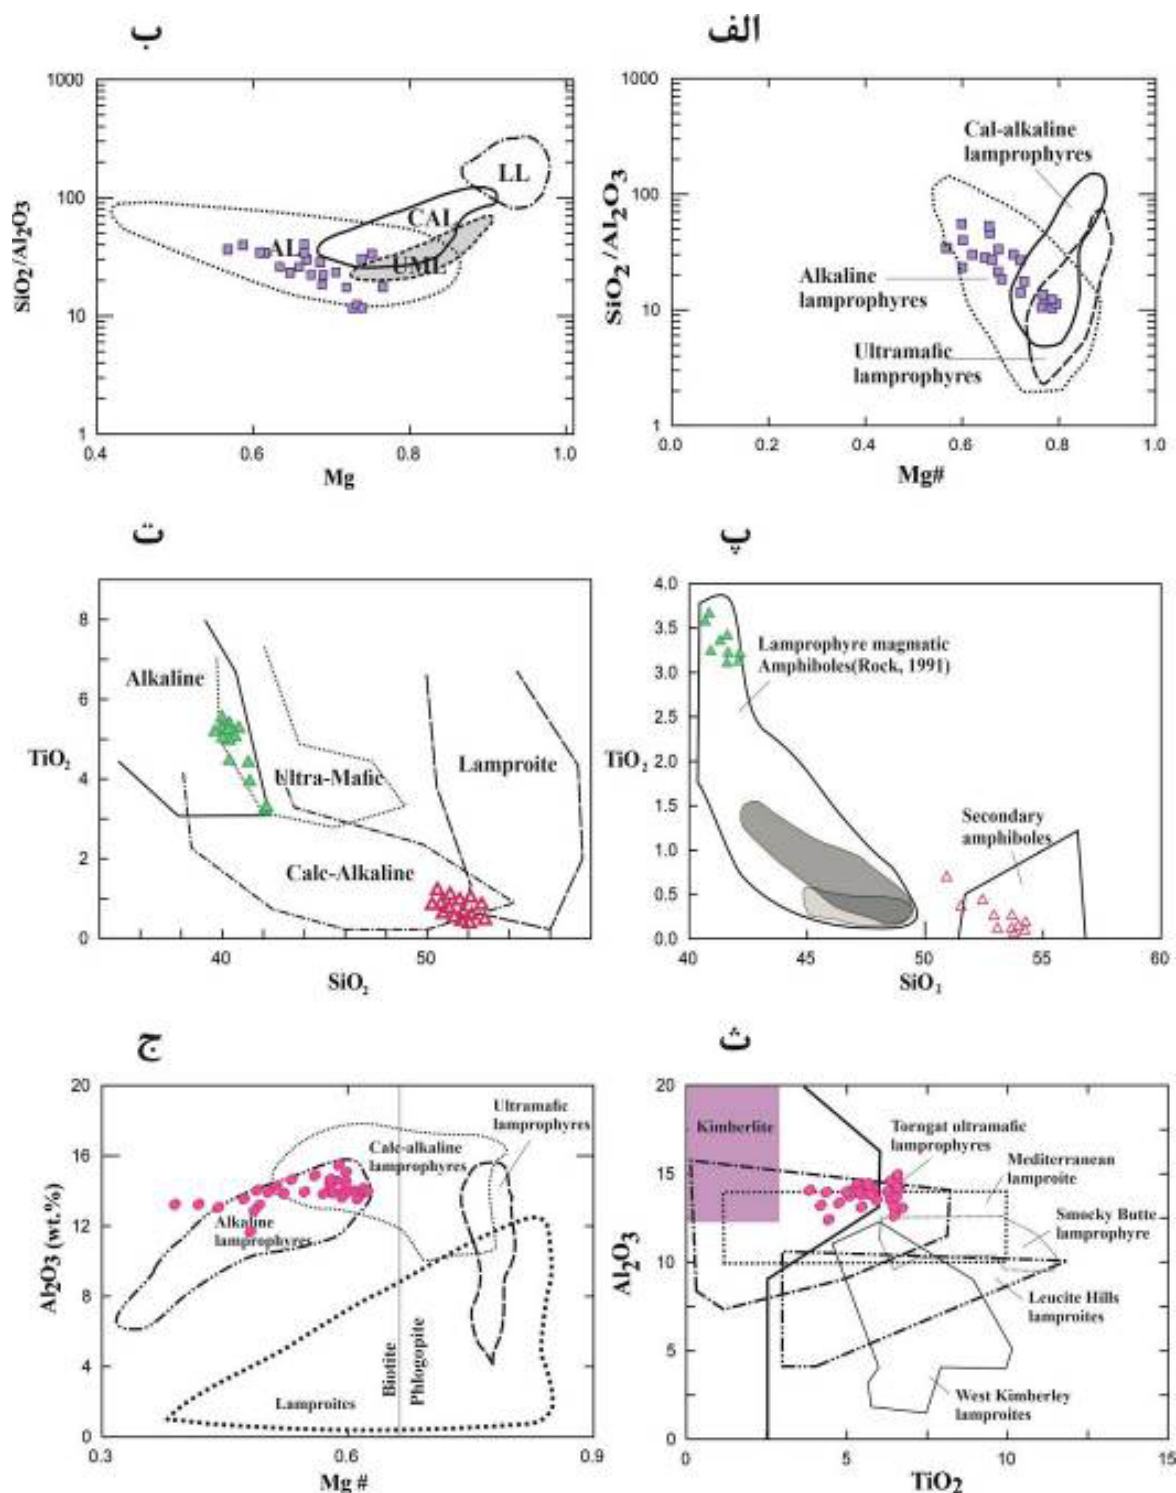 ب
الف
1000
100
10
1
SiO2/Al2O3
LL
CAL
AL
UML
0.4
0.6
0.8
1.0
Mg
1000
100
10
1
SiO2/Al2O3
Cal-alkaline
lamprophyres
Alkaline
lamprophyres
Ultramafic
lamprophyres
0.0
0.2
0.4
0.6
0.8
1.0
Mg#
ت
پ
8
6
4
2
0
TiO2
Alkaline
Ultra-Mafic
Lamproite
Calc-Alkaline
40
50
SiO2
4.0
3.5
3.0
2.5
2.0
1.5
1.0
0.5
0.0
TiO2
Lamprophyre magmatic
Amphiboles(Rock, 1991)
Secondary
amphiboles
40
45
50
55
60
ج
ث
20
16
12
8
4
0
Al2O3 (wt.%)
Ultramafic
lamprophyres
Calc-alkaline
lamprophyres
Alkaline
lamprophyres
Lamproites
Biotite
Phlogopite
0.3
0.6
0.9
Mg #
20
15
10
5
0
Al2O3
Kimberlite
Torngat ultramafic
lamprophyres
Mediterranean
lamproite
Smocky Butte
lamprophyre
Leucite Hills
lamproites
West Kimberley
lamproites
0
5
10
15
TiO2